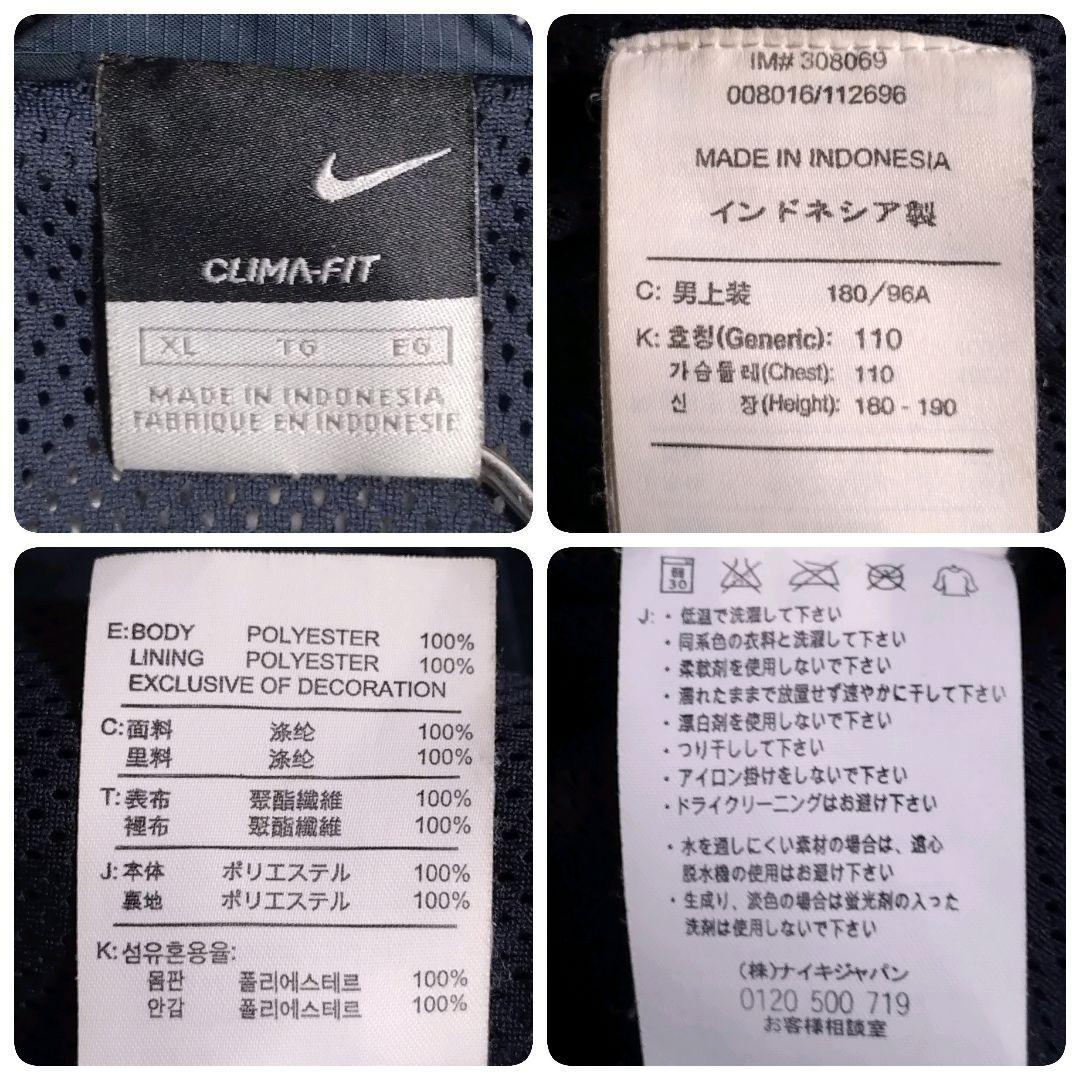 CLIMA-FIT
XL TG EG
MADE IN INDONESIA
FABRIQUE EN INDONESIE
IM# 308069
008016/112696
MADE IN INDONESIA
インドネシア製
C: 男上装 180/96A
K: 호칭(Generic): 110
가슴둘레(Chest): 110
신 장(Height): 180 - 190
E:BODY POLYESTER 100%
LINING POLYESTER 100%
EXCLUSIVE OF DECORATION
C:面料 涤纶 100%
里料 涤纶 100%
T:表布 聚酯纖維 100%
裡布 聚酯纖維 100%
J:本体 ポリエステル 100%
裏地 ポリエステル 100%
K:섬유혼용율:
몸판 폴리에스테르 100%
안감 폴리에스테르 100%
弱
30
J:・低温で洗濯して下さい
・同系色の衣料と洗濯して下さい
・柔軟剤を使用しないで下さい
・濡れたままで放置せず速やかに干して下さい
・漂白剤を使用しないで下さい
・つり干しして下さい
・アイロン掛けをしないで下さい
・ドライクリーニングはお避け下さい
・水を通しにくい素材の場合は、遠心
脱水機の使用はお避け下さい
・生成り、淡色の場合は蛍光剤の入った
洗剤は使用しないで下さい
(株)ナイキジャパン
0120 500 719
お客様相談室